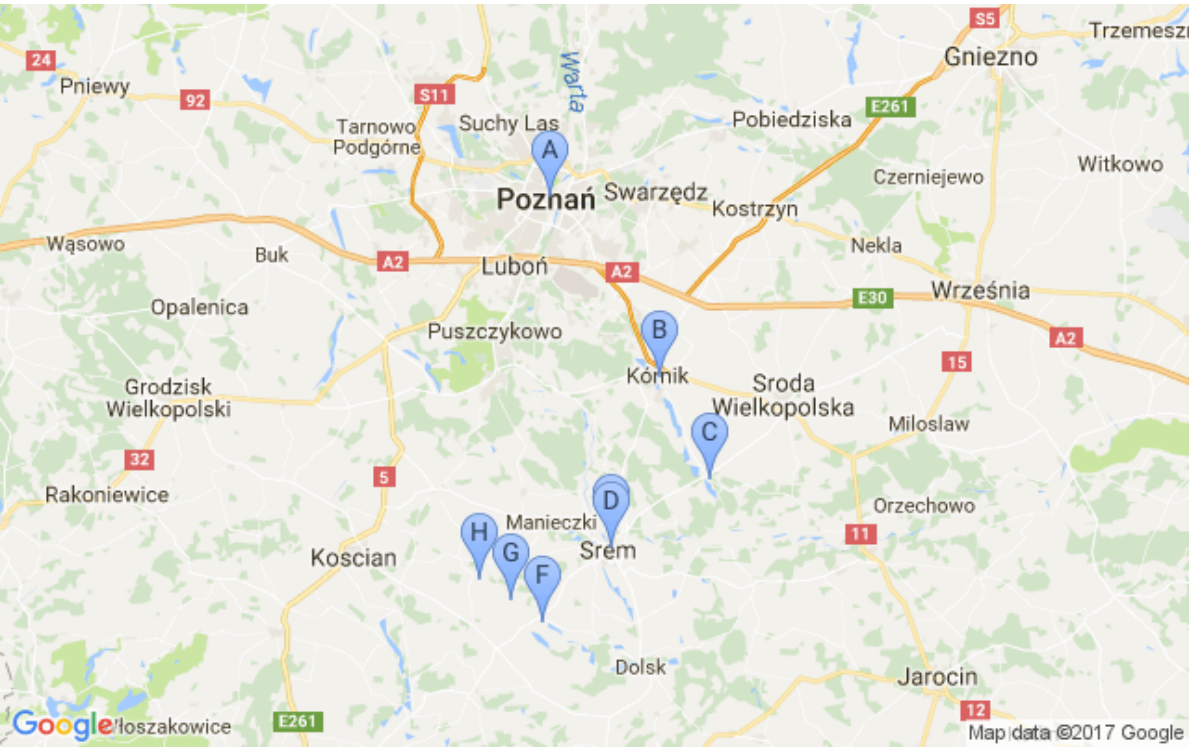 S5
Trzemesz
Gniezno
24
Pniewy
92
S11
Warta
E261
Suchy Las
Pobiedziska
Tarnowo
Podgórne
A
Witkowo
Czerniejewo
Poznań
Swarzędz
Kostrzyn
Wąsowo
Buk
Nekla
A2
Luboń
A2
Września
E30
Opalenica
Puszczykowo
B
A2
15
Kórnik
Grodzisk
Wielkopolski
Sroda
Wielkopolska
Miloslaw
C
32
5
Rakoniewice
D
Orzechowo
Manieczki
11
H
G
F
Koscian
Srem
Dolsk
Jarocin
12
Google
Włoszakowice
E261
Map data ©2017 Google